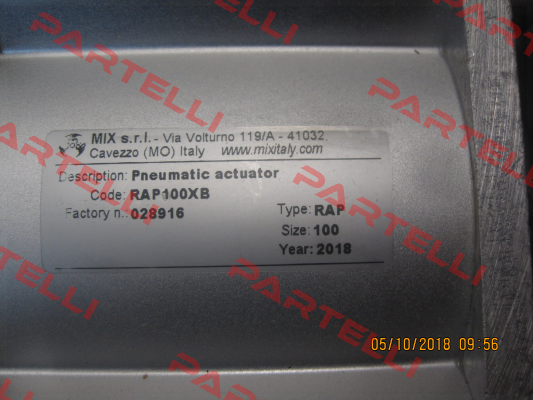 MIX s.r.l. - Via Volturno 119/A - 41032
Cavezzo (MO) Italy www.mixitaly.com
Description: Pneumatic actuator
Code: RAP100XB
Factory n.: 028916
Type: RAP
Size: 100
Year: 2018
05/10/2018 09:56
PARTELLI
PARTELLI
PARTELLI
PARTELLI
PARTELLI